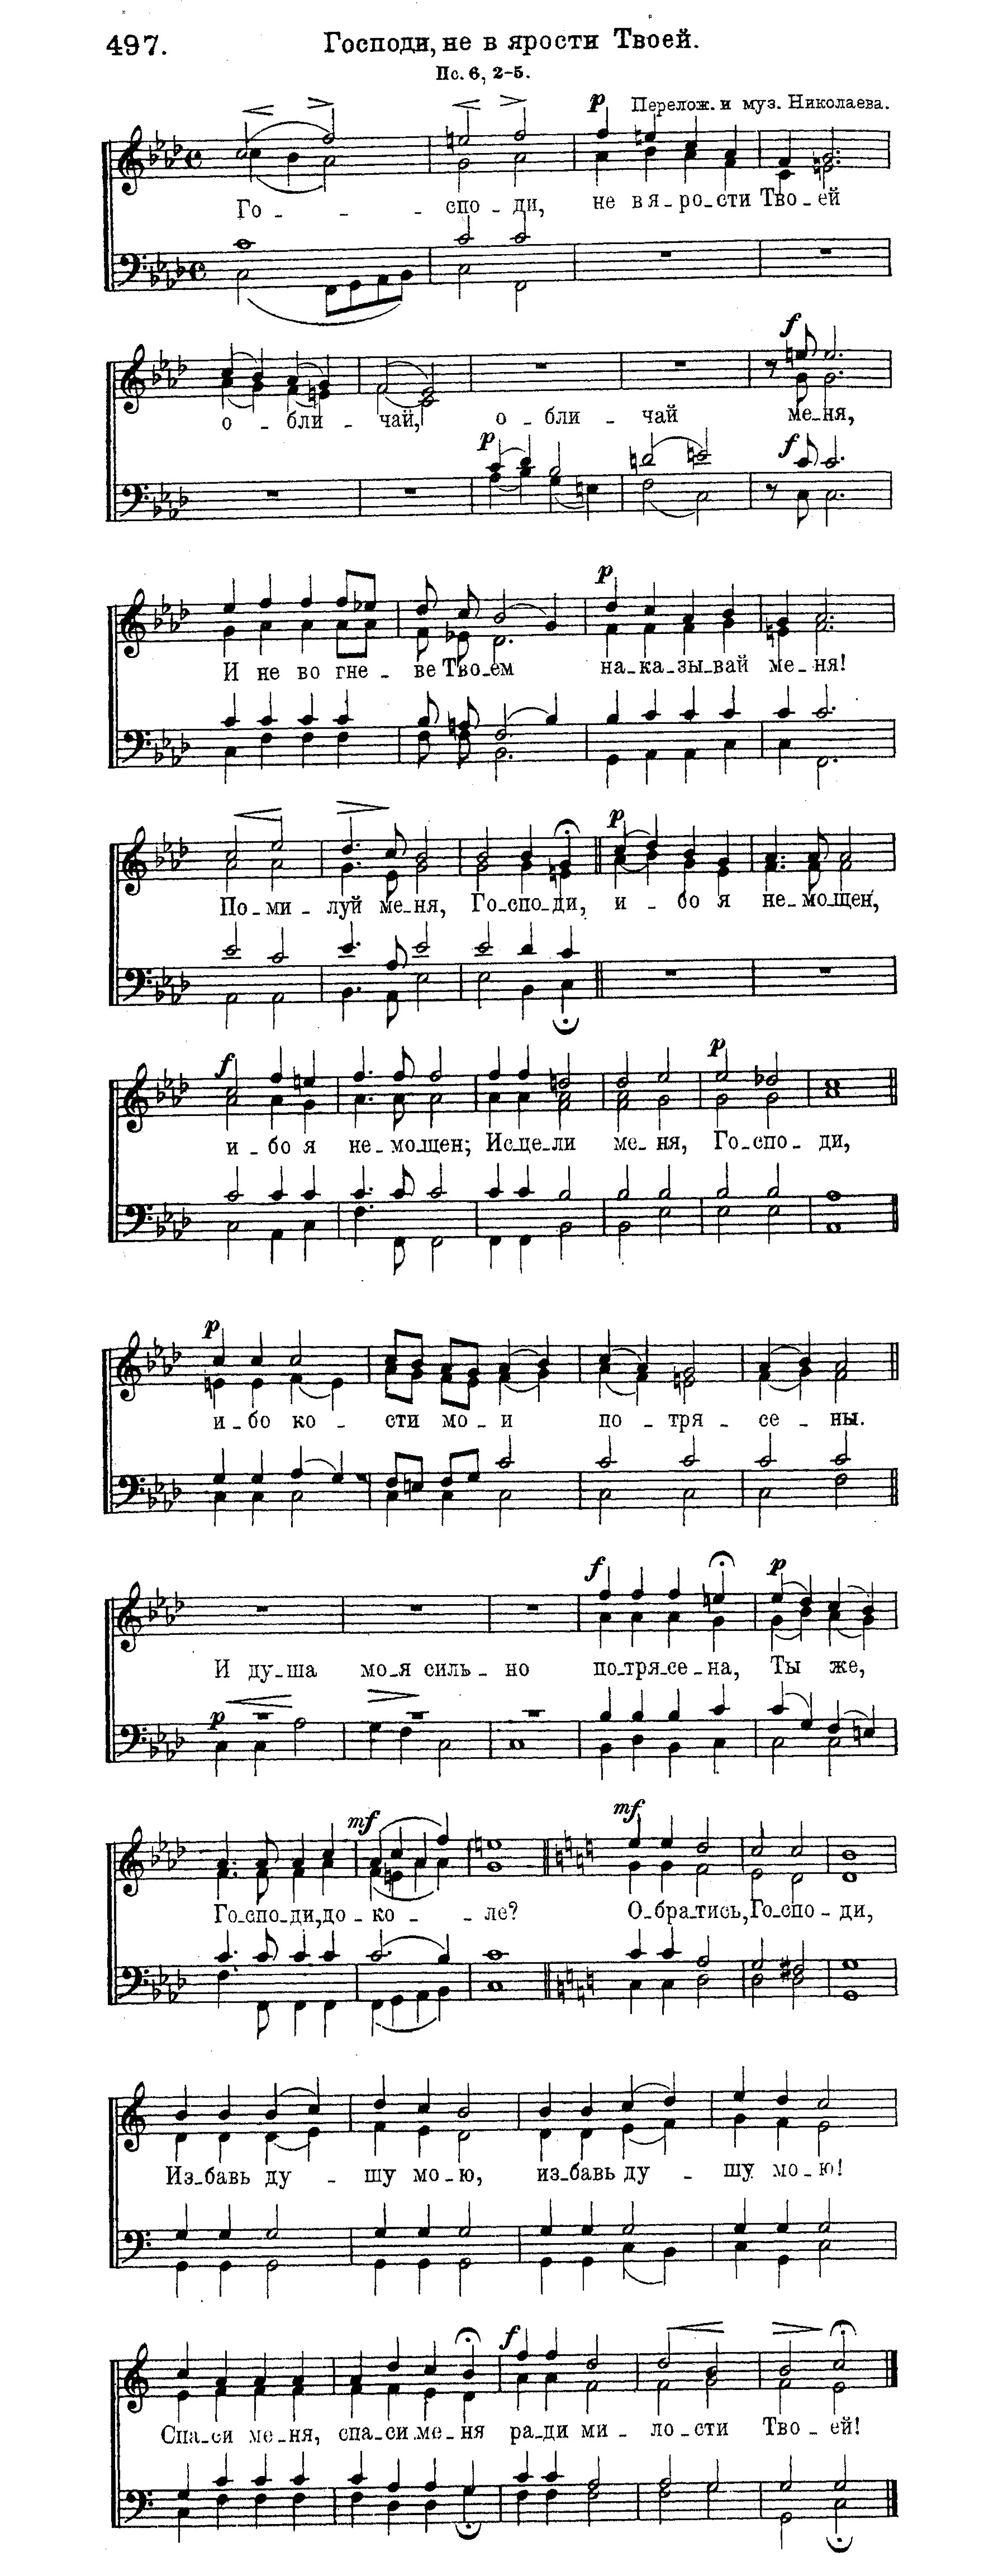 497. Господи, не в ярости Твоей.
Пс. 6, 2-5.
p Перелож. и муз. Николаева.
Го - - - спо - ди, не в я-ро-сти Тво-ей
f
о - бли - чай, о - бли - чай ме-ня,
p f
p
И не во гне - ве Тво-ем на-ка-зы-вай ме-ня!
p
По-ми-луй ме-ня, Го-спо-ди, и - бо я не-мо-щен,
f p
и-бо я не-мо-щен; Ис-це-ли ме-ня, Го-спо-ди,
p
и-бо ко - сти мо-и по-тря-се-ны.
f p
И ду-ша мо-я силь-но по-тря-се-на, Ты же,
p
mf mf
Го-спо-ди, до-ко - - ле? О-бра-тись, Го-спо-ди,
Из-бавь ду - шу мо-ю, из-бавь ду - шу мо-ю!
f
Спа-си ме-ня, спа-си ме-ня ра-ди ми-ло-сти Тво-ей!